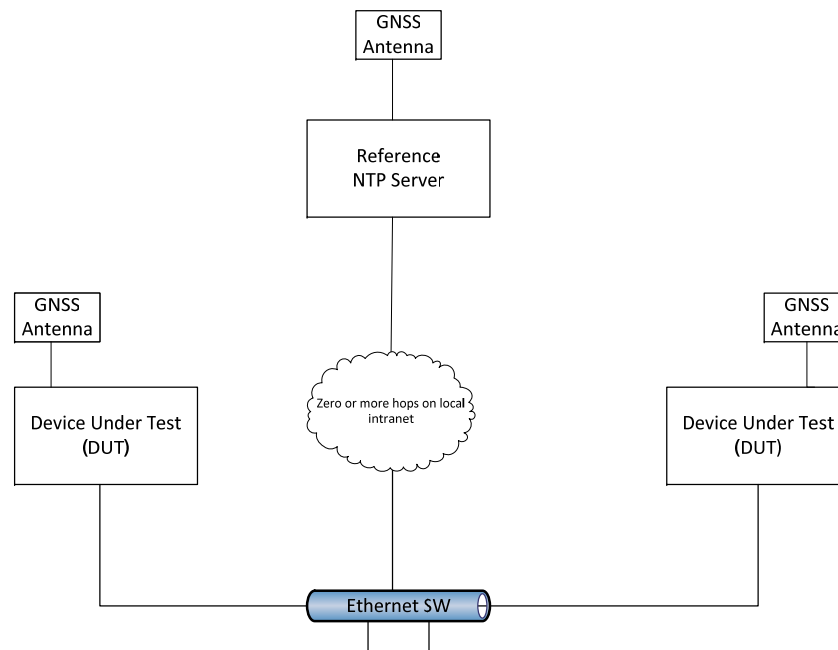 GNSS
Antenna
Reference
NTP Server
GNSS
Antenna
GNSS
Antenna
Device Under Test
(DUT)
Zero or more hops on local
intranet
Device Under Test
(DUT)
Ethernet SW